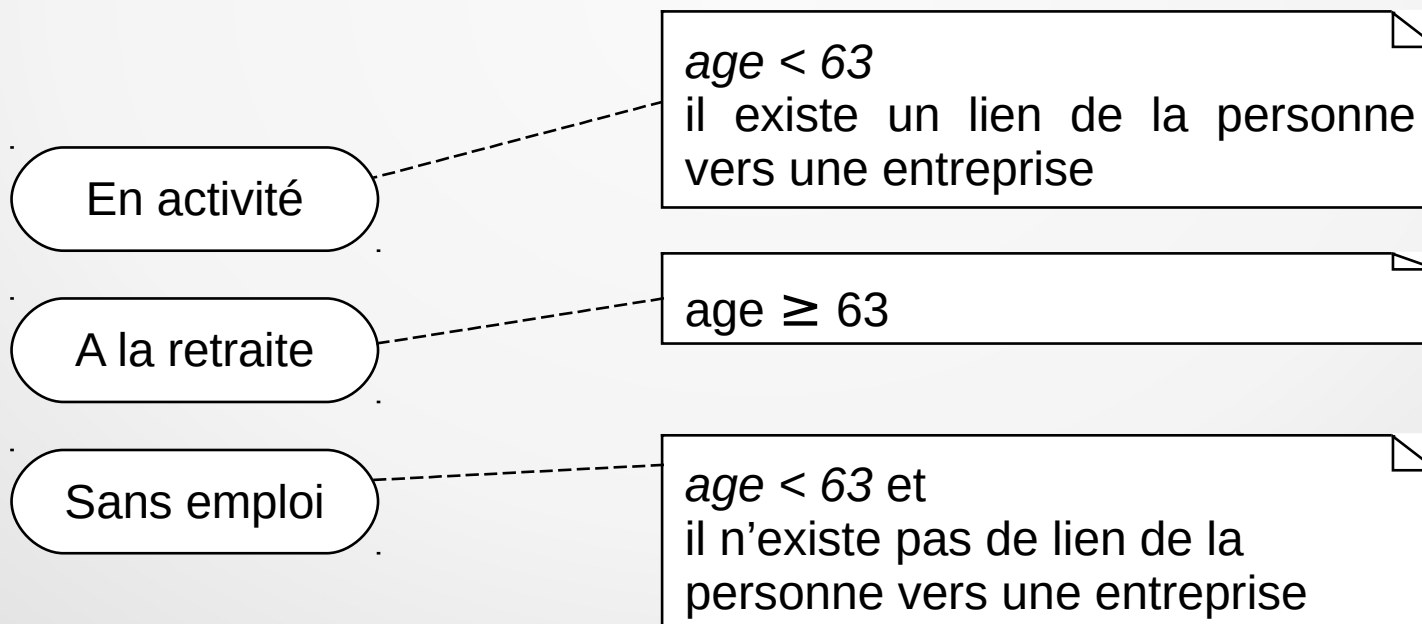 age < 63
il existe un lien de la personne
vers une entreprise
En activité
age ≥ 63
A la retraite
age < 63 et
il n’existe pas de lien de la
personne vers une entreprise
Sans emploi